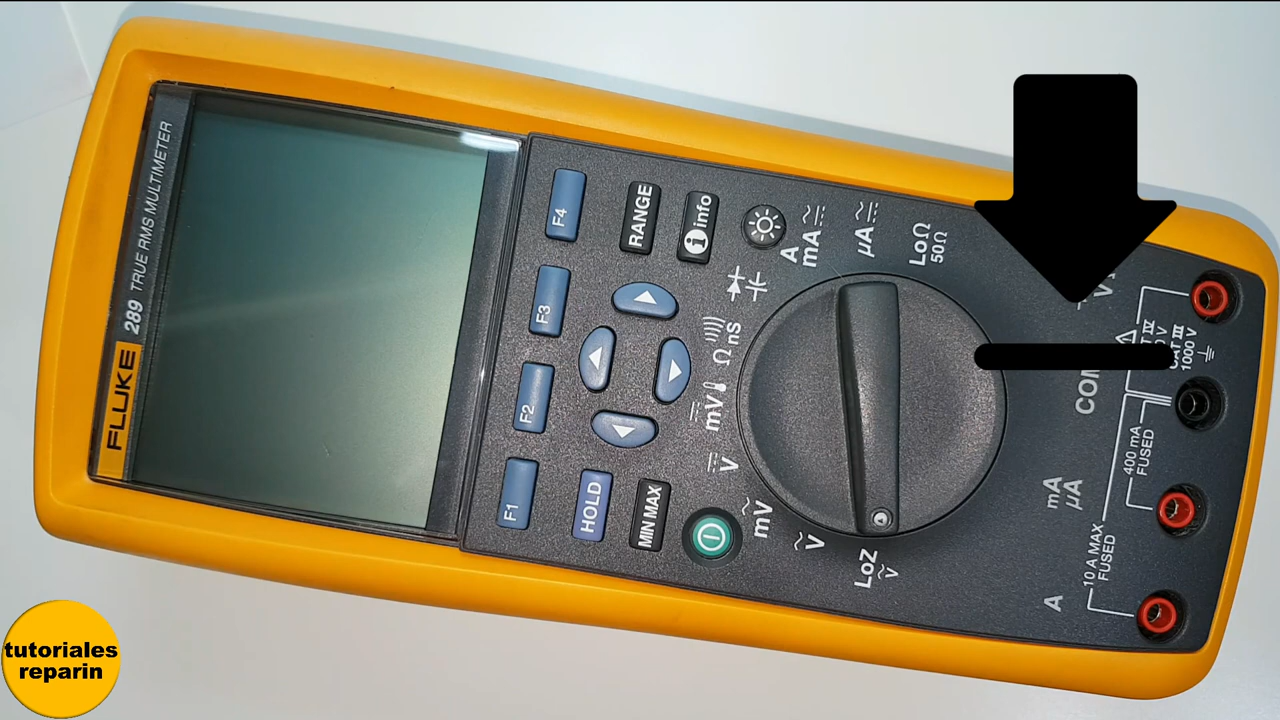 FLUKE 289 TRUE RMS MULTIMETER
F4
F3
F2
F1
RANGE
info
HOLD
MIN MAX
A
mA
µA
LoΩ
50Ω
Ω nS
mV
V
mV
V
LoZ
V
V
1000 V
COM
400 mA
FUSED
mA
µA
10 A MAX
FUSED
A
tutoriales
reparin